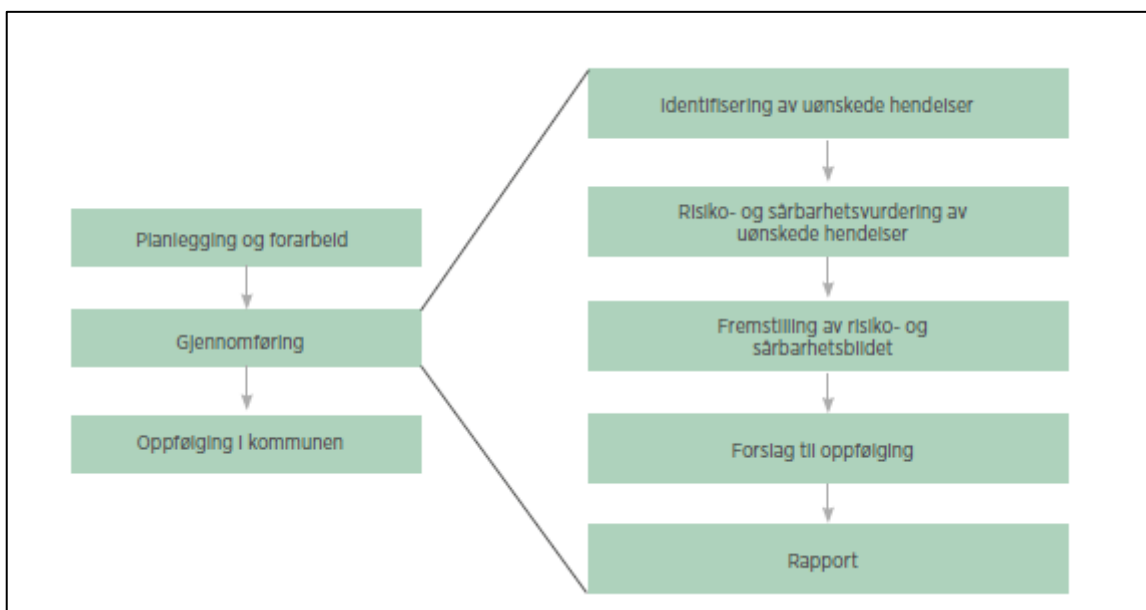 Planlegging og forarbeid
Gjennomføring
Oppfølging i kommunen
Identifisering av uønskede hendelser
Risiko- og sårbarhetsvurdering av
uønskede hendelser
Fremstilling av risiko- og
sårbarhetsbildet
Forslag til oppfølging
Rapport